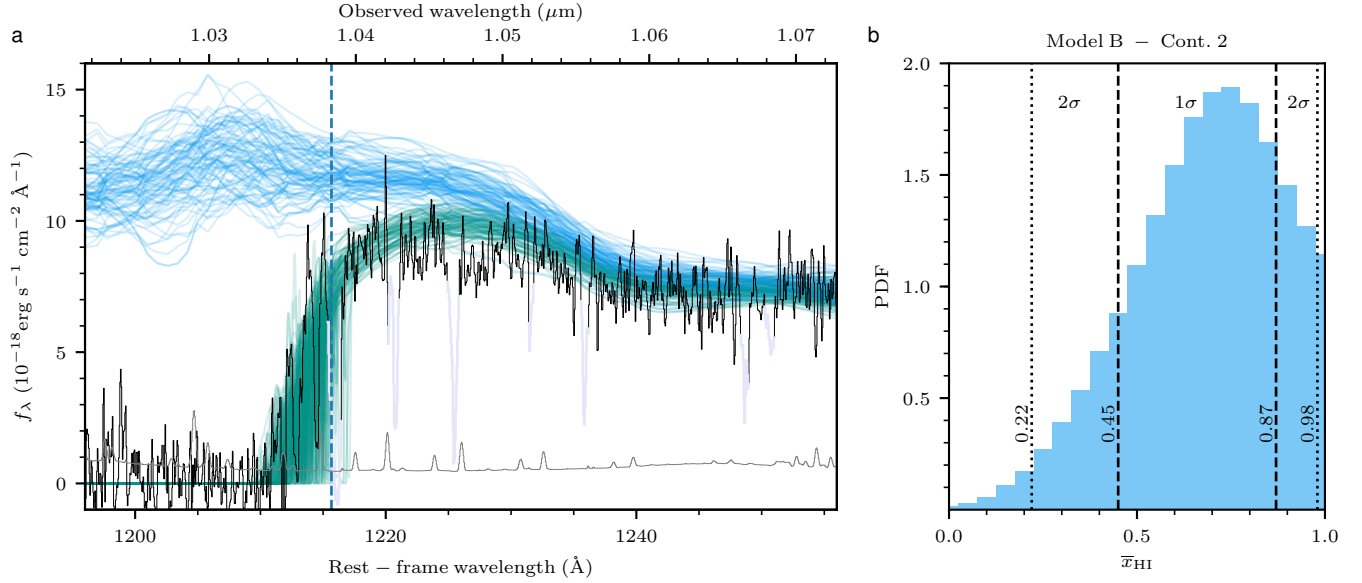 Observed wavelength (μm)
a
1.03 1.04 1.05 1.06 1.07
15
10
5
0
f_λ (10⁻¹⁸erg s⁻¹ cm⁻² Å⁻¹)
1200 1220 1240
Rest – frame wavelength (Å)
b
Model B – Cont. 2
2.0
1.5
1.0
0.5
PDF
2σ 1σ 2σ
0.22 0.45 0.87 0.98
0.0 0.5 1.0
x̅_HI